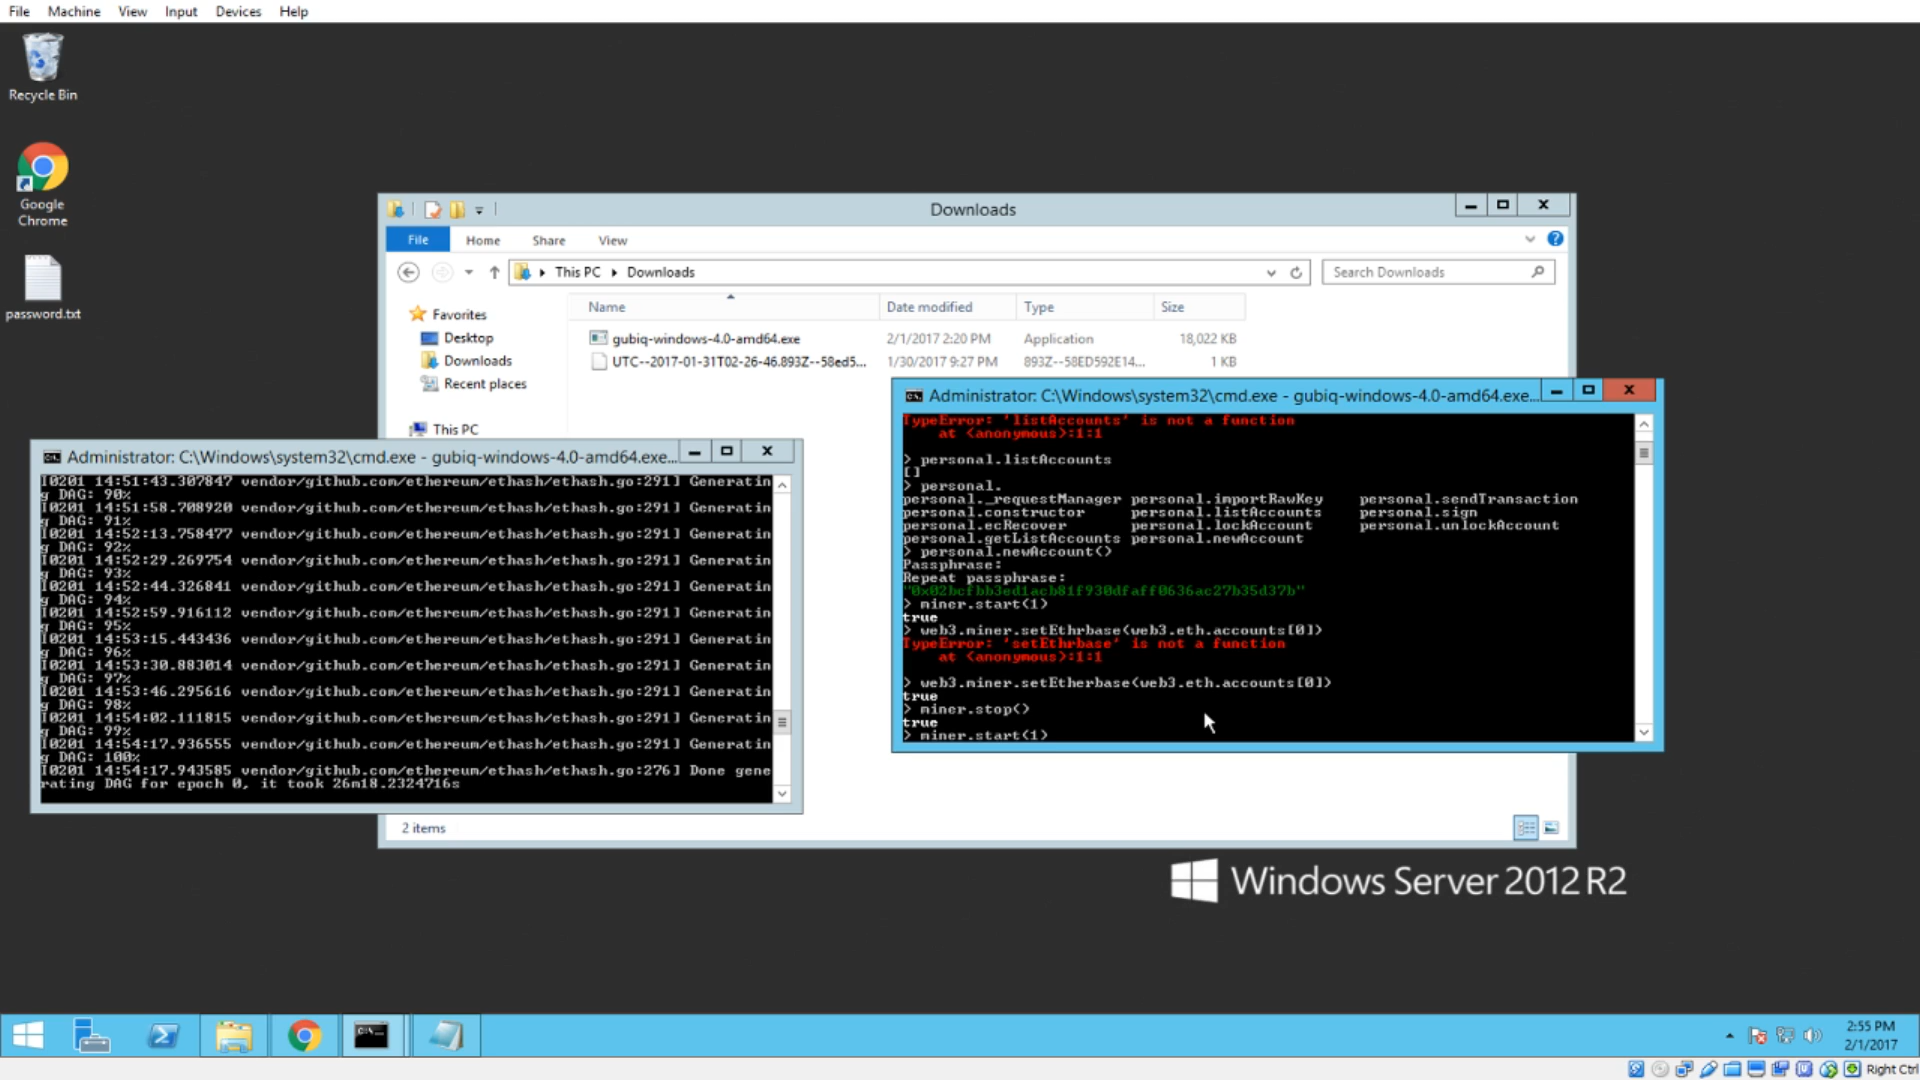 File Machine View Input Devices Help
Recycle Bin
Google
Chrome
password.txt
Downloads
File Home Share View
This PC Downloads
Search Downloads
Name Date modified Type Size
Favorites
Desktop
Downloads
Recent places
This PC
gubiq-windows-4.0-amd64.exe 2/1/2017 2:20 PM Application 18,022 KB
UTC--2017-01-31T02-26-46.893Z--58ed5... 1/30/2017 9:27 PM 893Z--58ED592E14... 1 KB
2 items
Administrator: C:\Windows\system32\cmd.exe - gubiq-windows-4.0-amd64.exe...
I0201 14:51:43.307847 vendor/github.com/ethereum/ethash/ethash.go:291] Generatin
g DAG: 90%
I0201 14:51:58.708920 vendor/github.com/ethereum/ethash/ethash.go:291] Generatin
g DAG: 91%
I0201 14:52:13.758477 vendor/github.com/ethereum/ethash/ethash.go:291] Generatin
g DAG: 92%
I0201 14:52:29.269754 vendor/github.com/ethereum/ethash/ethash.go:291] Generatin
g DAG: 93%
I0201 14:52:44.326841 vendor/github.com/ethereum/ethash/ethash.go:291] Generatin
g DAG: 94%
I0201 14:52:59.916112 vendor/github.com/ethereum/ethash/ethash.go:291] Generatin
g DAG: 95%
I0201 14:53:15.443436 vendor/github.com/ethereum/ethash/ethash.go:291] Generatin
g DAG: 96%
I0201 14:53:30.883014 vendor/github.com/ethereum/ethash/ethash.go:291] Generatin
g DAG: 97%
I0201 14:53:46.295616 vendor/github.com/ethereum/ethash/ethash.go:291] Generatin
g DAG: 98%
I0201 14:54:02.111815 vendor/github.com/ethereum/ethash/ethash.go:291] Generatin
g DAG: 99%
I0201 14:54:17.936555 vendor/github.com/ethereum/ethash/ethash.go:291] Generatin
g DAG: 100%
I0201 14:54:17.943585 vendor/github.com/ethereum/ethash/ethash.go:276] Done gene
rating DAG for epoch 0, it took 26m18.2324716s
Administrator: C:\Windows\system32\cmd.exe - gubiq-windows-4.0-amd64.exe...
TypeError: 'listAccounts' is not a function
at <anonymous>:1:1
> personal.listAccounts
[]
> personal.
personal._requestManager personal.importRawKey personal.sendTransaction
personal.constructor personal.listAccounts personal.sign
personal.ecRecover personal.lockAccount personal.unlockAccount
personal.getListAccounts personal.newAccount
> personal.newAccount()
Passphrase:
Repeat passphrase:
"0x02bcfbb3ed1acb81f930dfaff0636ac27b35d37b"
> miner.start(1)
true
> web3.miner.setEthrbase(web3.eth.accounts[0])
TypeError: 'setEthrbase' is not a function
at <anonymous>:1:1
> web3.miner.setEtherbase(web3.eth.accounts[0])
true
> miner.stop()
true
> miner.start(1)
Windows Server 2012 R2
2:55 PM
2/1/2017
Right Ctrl